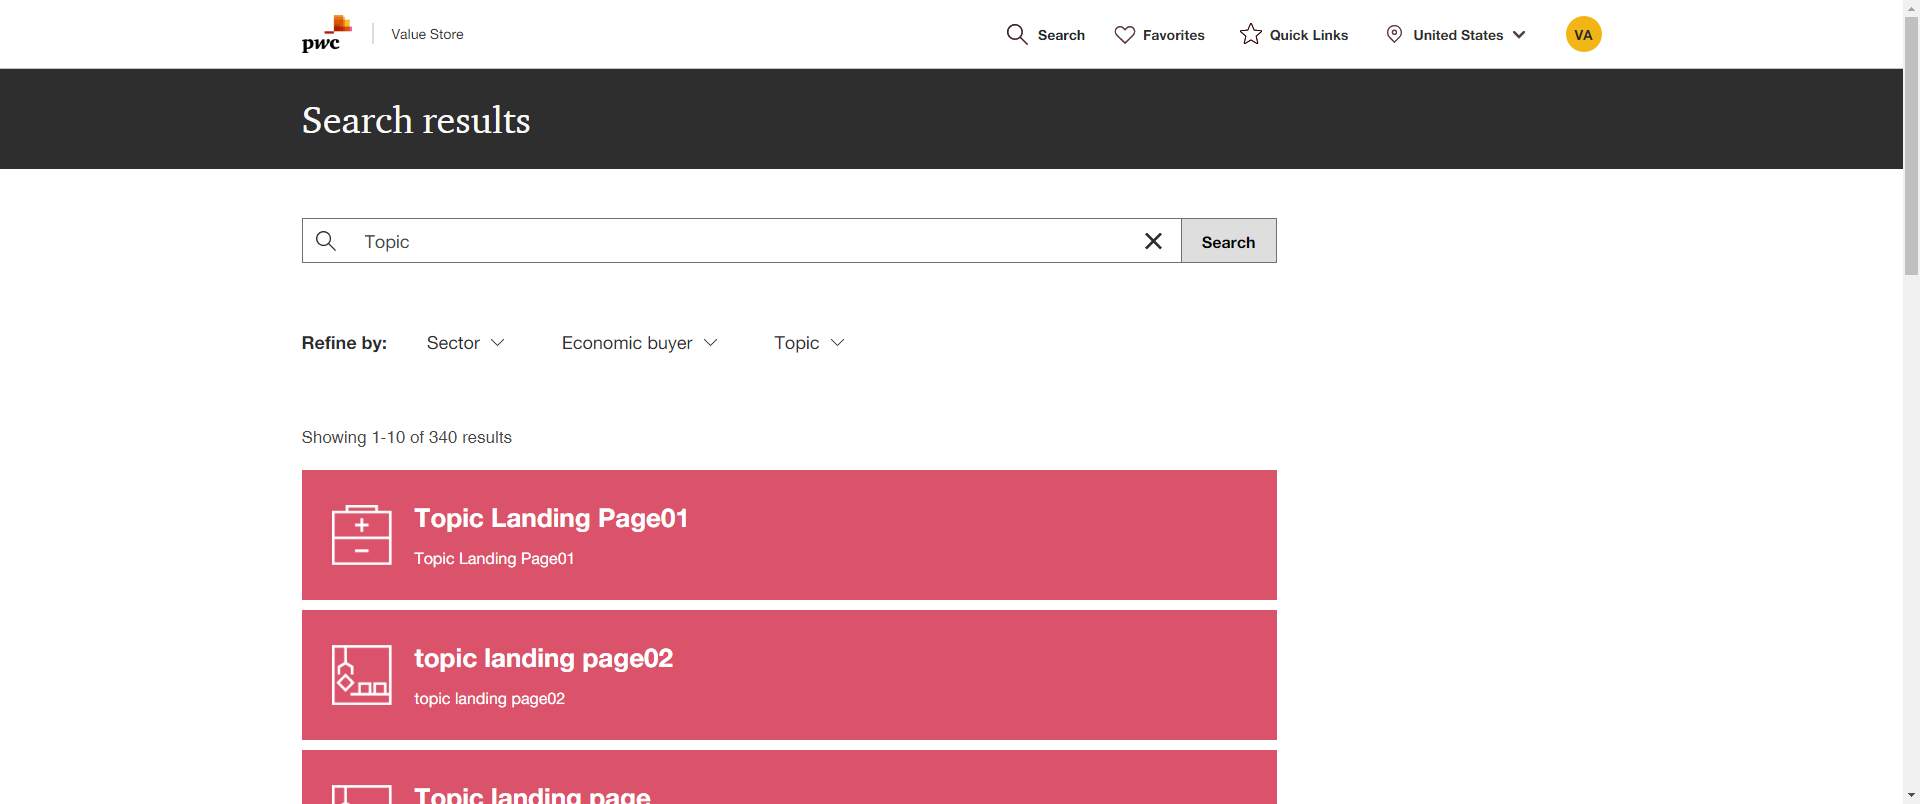 pwc
Value Store
Search
Favorites
Quick Links
United States
VA
Search results
Topic
Search
Refine by:
Sector
Economic buyer
Topic
Showing 1-10 of 340 results
Topic Landing Page01
Topic Landing Page01
topic landing page02
topic landing page02
Topic landing page